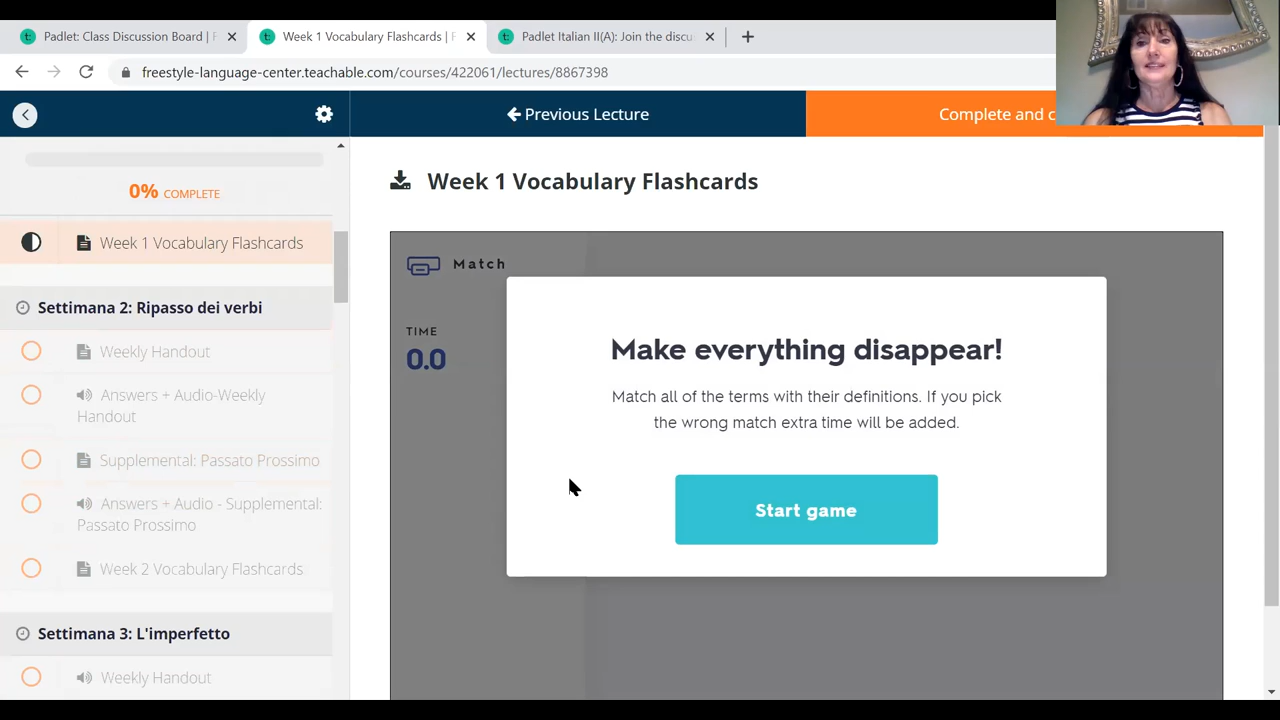 Padlet: Class Discussion Board | F
Week 1 Vocabulary Flashcards | F
Padlet Italian II(A): Join the discu
freestyle-language-center.teachable.com/courses/422061/lectures/8867398
Previous Lecture
Complete and c
0% COMPLETE
Week 1 Vocabulary Flashcards
Settimana 2: Ripasso dei verbi
Weekly Handout
Answers + Audio-Weekly
Handout
Supplemental: Passato Prossimo
Answers + Audio - Supplemental:
Passato Prossimo
Week 2 Vocabulary Flashcards
Settimana 3: L'imperfetto
Weekly Handout
Week 1 Vocabulary Flashcards
Match
TIME
0.0
Make everything disappear!
Match all of the terms with their definitions. If you pick
the wrong match extra time will be added.
Start game